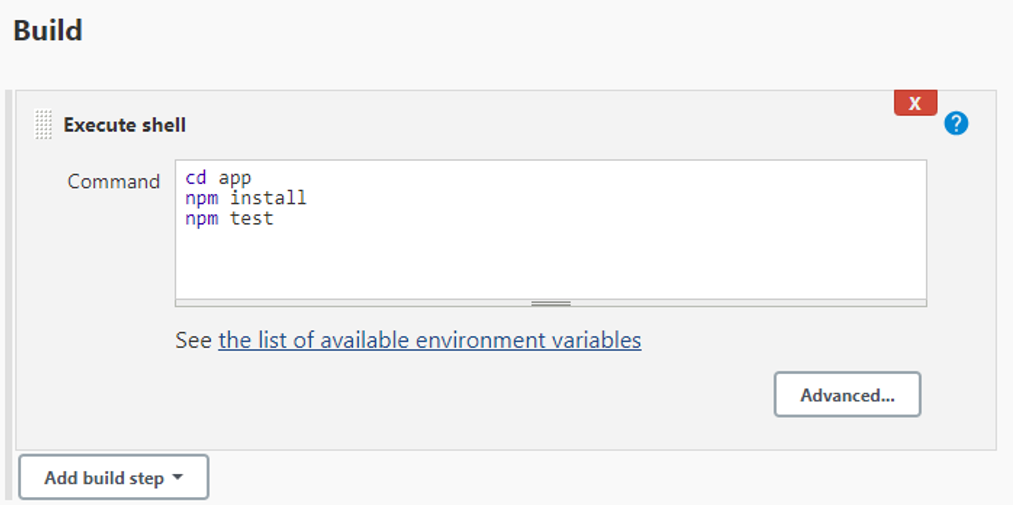 Build
X
Execute shell
?
Command
cd app
npm install
npm test
See the list of available environment variables
Advanced...
Add build step